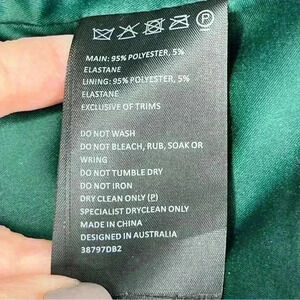 P
MAIN: 95% POLYESTER, 5%
ELASTANE
LINING: 95% POLYESTER, 5%
ELASTANE
EXCLUSIVE OF TRIMS
DO NOT WASH
DO NOT BLEACH, RUB, SOAK OR
WRING
DO NOT TUMBLE DRY
DO NOT IRON
DRY CLEAN ONLY (P)
SPECIALIST DRYCLEAN ONLY
MADE IN CHINA
DESIGNED IN AUSTRALIA
38797DB2